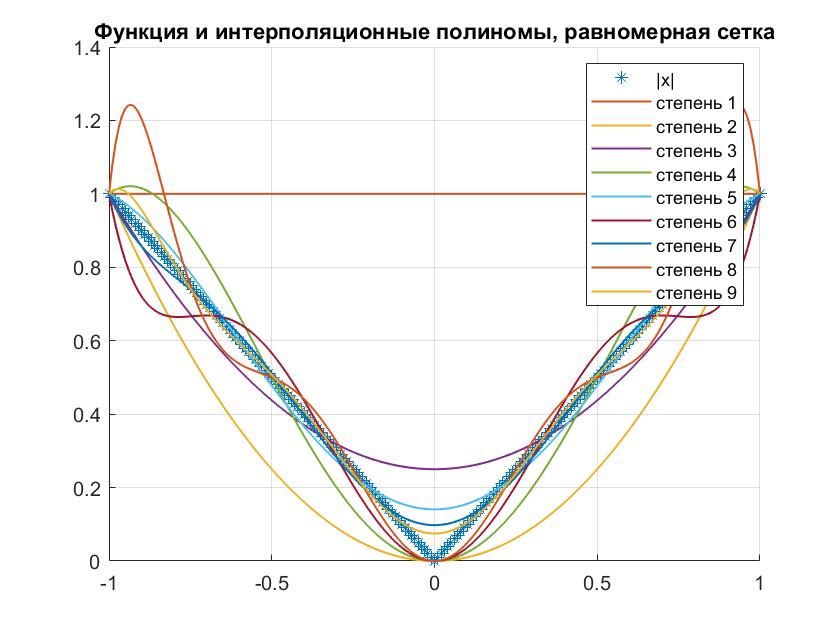 Функция и интерполяционные полиномы, равномерная сетка
1.4
1.2
1
0.8
0.6
0.4
0.2
0
-1
-0.5
0
0.5
1
|x|
степень 1
степень 2
степень 3
степень 4
степень 5
степень 6
степень 7
степень 8
степень 9